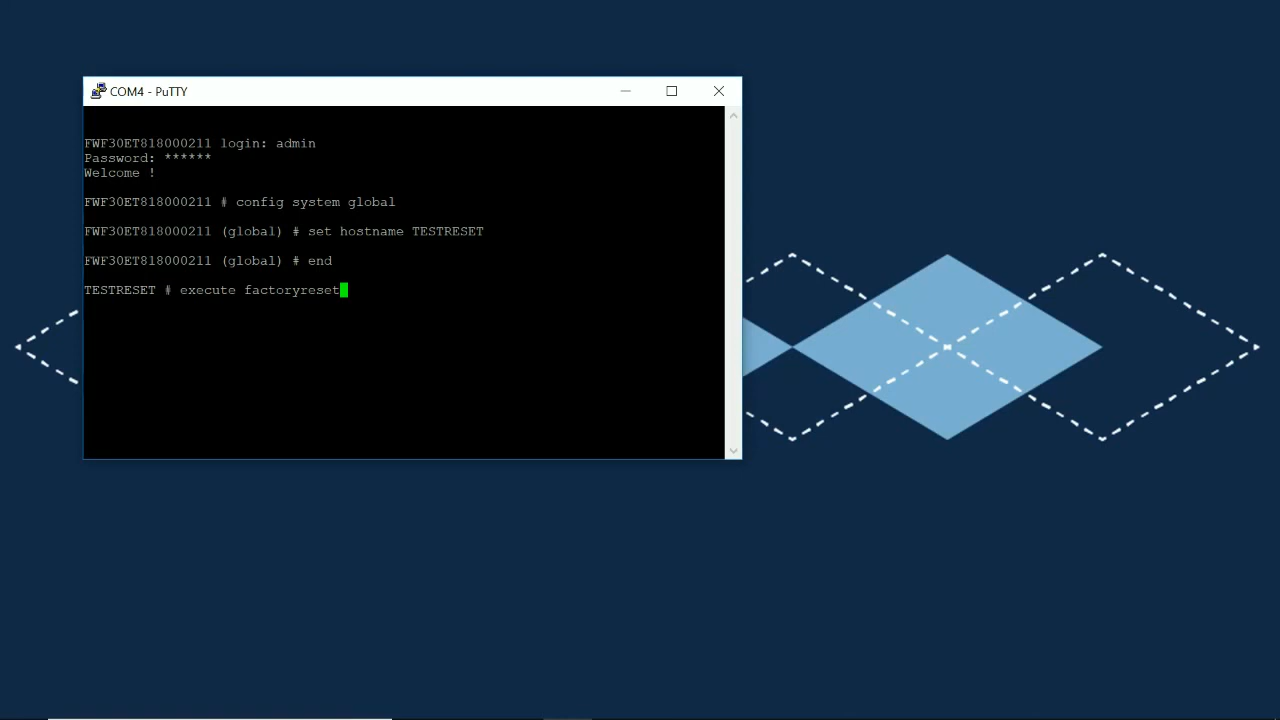 COM4 - PuTTY
FWF30ET818000211 login: admin
Password: ******
Welcome !
FWF30ET818000211 # config system global
FWF30ET818000211 (global) # set hostname TESTRESET
FWF30ET818000211 (global) # end
TESTRESET # execute factoryreset